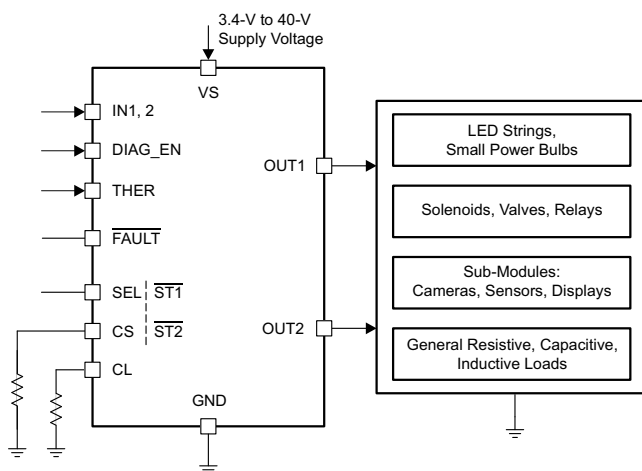 3.4-V to 40-V
Supply Voltage
VS
IN1, 2
DIAG_EN
THER
FAULT
SEL ST1
CS ST2
CL
GND
OUT1
OUT2
LED Strings,
Small Power Bulbs
Solenoids, Valves, Relays
Sub-Modules:
Cameras, Sensors, Displays
General Resistive, Capacitive,
Inductive Loads